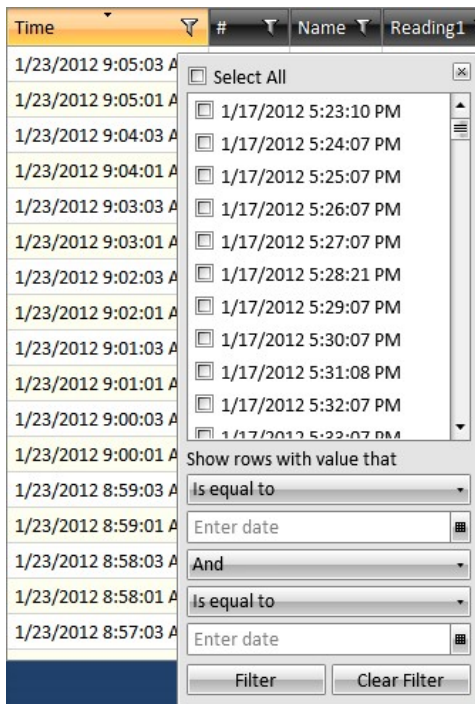 Time # Name Reading1
1/23/2012 9:05:03 A
1/23/2012 9:05:01 A
1/23/2012 9:04:03 A
1/23/2012 9:04:01 A
1/23/2012 9:03:03 A
1/23/2012 9:03:01 A
1/23/2012 9:02:03 A
1/23/2012 9:02:01 A
1/23/2012 9:01:03 A
1/23/2012 9:01:01 A
1/23/2012 9:00:03 A
1/23/2012 9:00:01 A
1/23/2012 8:59:03 A
1/23/2012 8:59:01 A
1/23/2012 8:58:03 A
1/23/2012 8:58:01 A
1/23/2012 8:57:03 A
Select All
1/17/2012 5:23:10 PM
1/17/2012 5:24:07 PM
1/17/2012 5:25:07 PM
1/17/2012 5:26:07 PM
1/17/2012 5:27:07 PM
1/17/2012 5:28:21 PM
1/17/2012 5:29:07 PM
1/17/2012 5:30:07 PM
1/17/2012 5:31:08 PM
1/17/2012 5:32:07 PM
1/17/2012 5:33:07 PM
Show rows with value that
Is equal to
Enter date
And
Is equal to
Enter date
Filter Clear Filter